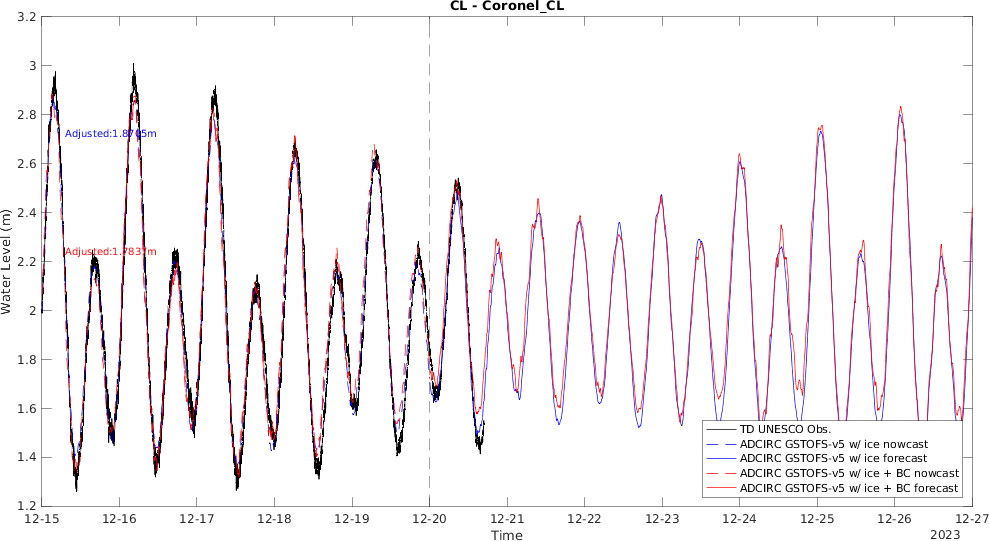 CL - Coronel_CL
3.2
3
2.8
2.6
2.4
2.2
2
1.8
1.6
1.4
1.2
Water Level (m)
Adjusted:1.8705m
Adjusted:1.7837m
TD UNESCO Obs.
ADCIRC GSTOFS-v5 w/ ice nowcast
ADCIRC GSTOFS-v5 w/ ice forecast
ADCIRC GSTOFS-v5 w/ ice + BC nowcast
ADCIRC GSTOFS-v5 w/ ice + BC forecast
12-15 12-16 12-17 12-18 12-19 12-20 12-21 12-22 12-23 12-24 12-25 12-26 12-27
Time
2023